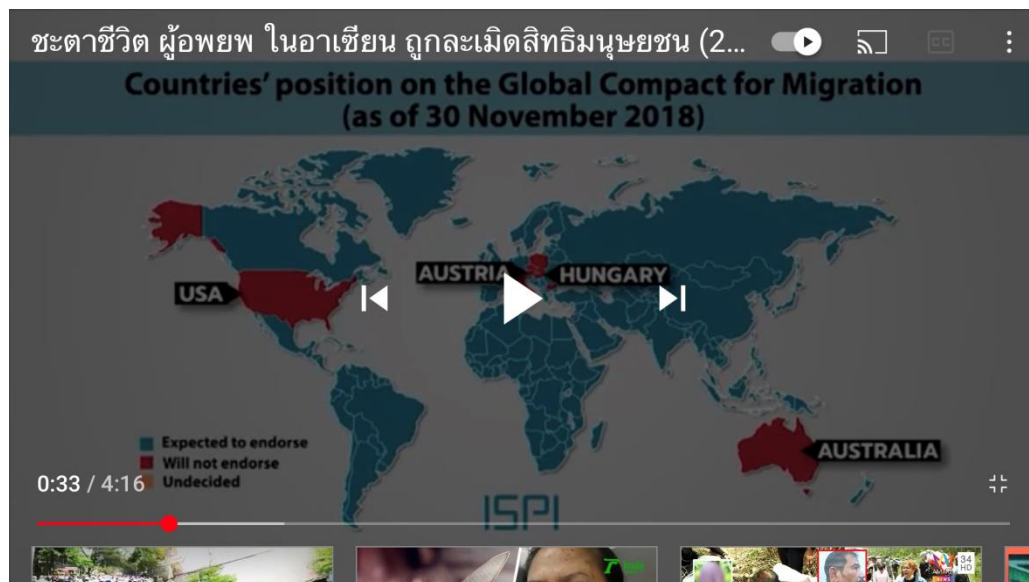 ชะตาชีวิต ผู้อพยพ ในอาเซียน ถูกละเมิดสิทธิมนุษยชน (2...
CC
Countries' position on the Global Compact for Migration
(as of 30 November 2018)
AUSTRIA
HUNGARY
USA
AUSTRALIA
Expected to endorse
Will not endorse
Undecided
0:33 / 4:16
ISPI
34
HD